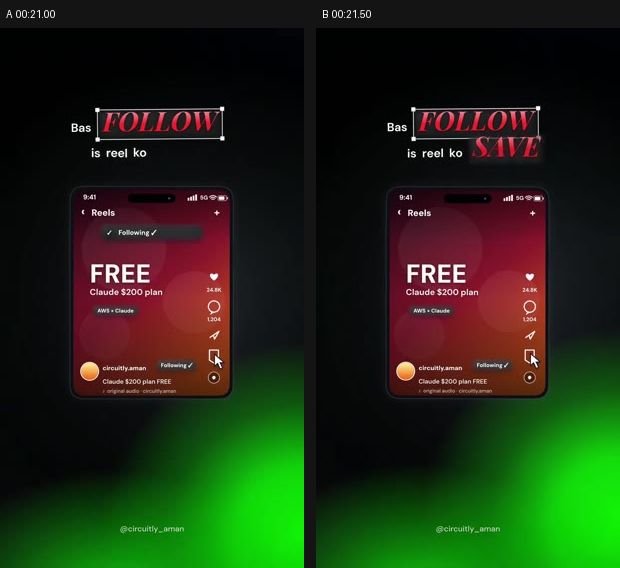 A 00:21.00
Bas FOLLOW
is reel ko
9:41 5G
Reels +
✓ Following ✓
FREE
Claude $200 plan
24.8K
AWS × Claude
1,204
circuitly.aman Following ✓
Claude $200 plan FREE
♪ original audio · circuitly.aman
@circuitly_aman
B 00:21.50
Bas FOLLOW
is reel ko SAVE
9:41 5G
Reels +
FREE
Claude $200 plan
24.8K
AWS × Claude
1,204
circuitly.aman Following ✓
Claude $200 plan FREE
♪ original audio · circuitly.aman
@circuitly_aman